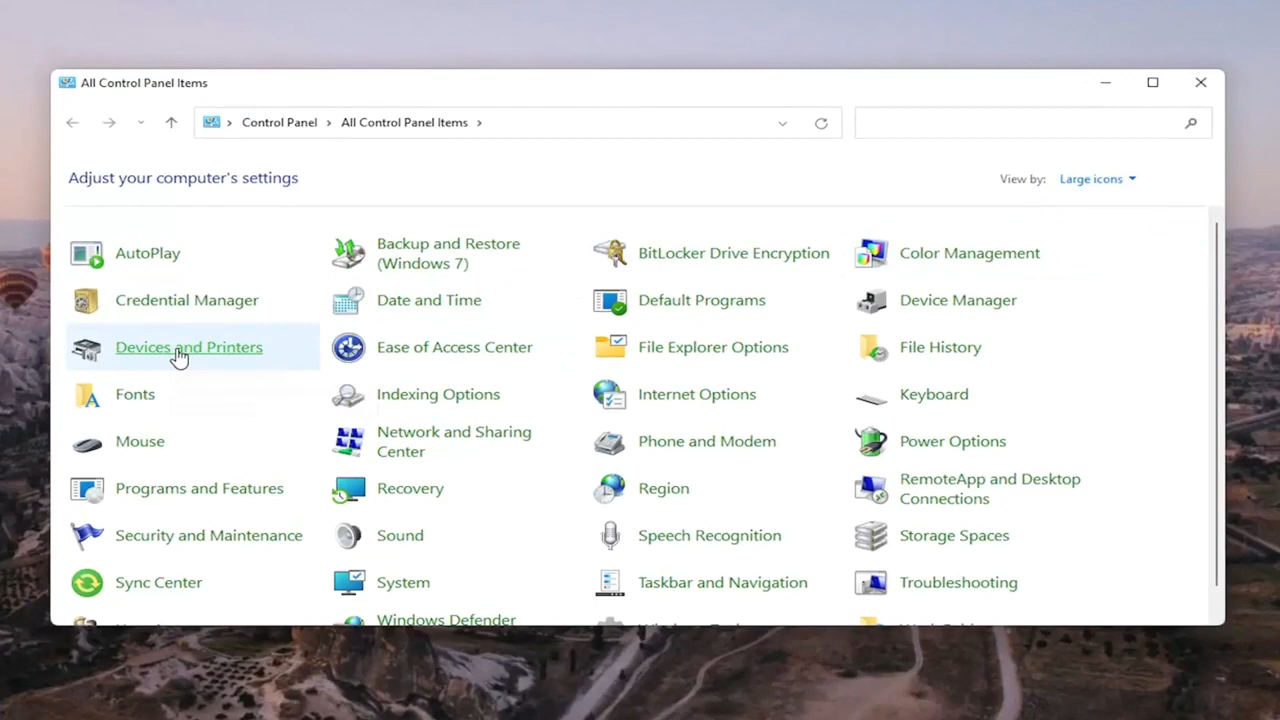 All Control Panel Items
Control Panel > All Control Panel Items >
Adjust your computer's settings
View by: Large icons
AutoPlay
Backup and Restore
(Windows 7)
BitLocker Drive Encryption
Color Management
Credential Manager
Date and Time
Default Programs
Device Manager
Devices and Printers
Ease of Access Center
File Explorer Options
File History
Fonts
Indexing Options
Internet Options
Keyboard
Mouse
Network and Sharing
Center
Phone and Modem
Power Options
Programs and Features
Recovery
Region
RemoteApp and Desktop
Connections
Security and Maintenance
Sound
Speech Recognition
Storage Spaces
Sync Center
System
Taskbar and Navigation
Troubleshooting
Windows Defender